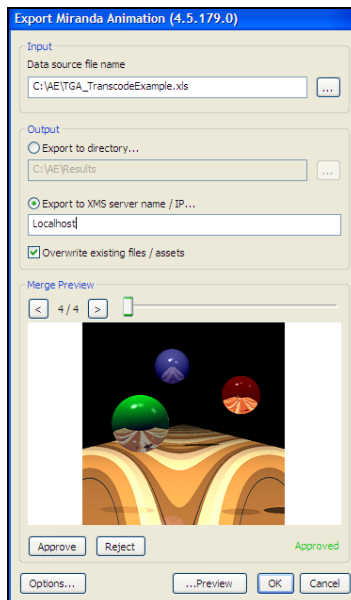 Export Miranda Animation (4.5.179.0)
Input
Data source file name
C:\AE\TGA_TranscodeExample.xls
...
Output
Export to directory...
C:\AE\Results
...
Export to XMS server name / IP...
Localhost
Overwrite existing files / assets
Merge Preview
< 4 / 4 >
Approve Reject Approved
Options... ...Preview OK Cancel